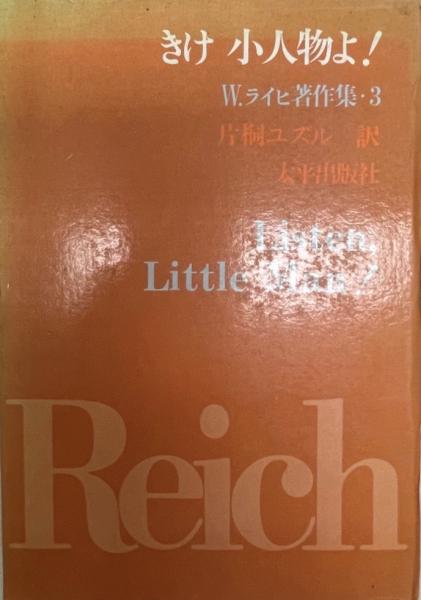 きけ 小人物よ!
W.ライヒ著作集・3
片桐ユズル 訳
太平出版社
Listen,
Little Man!
Reich